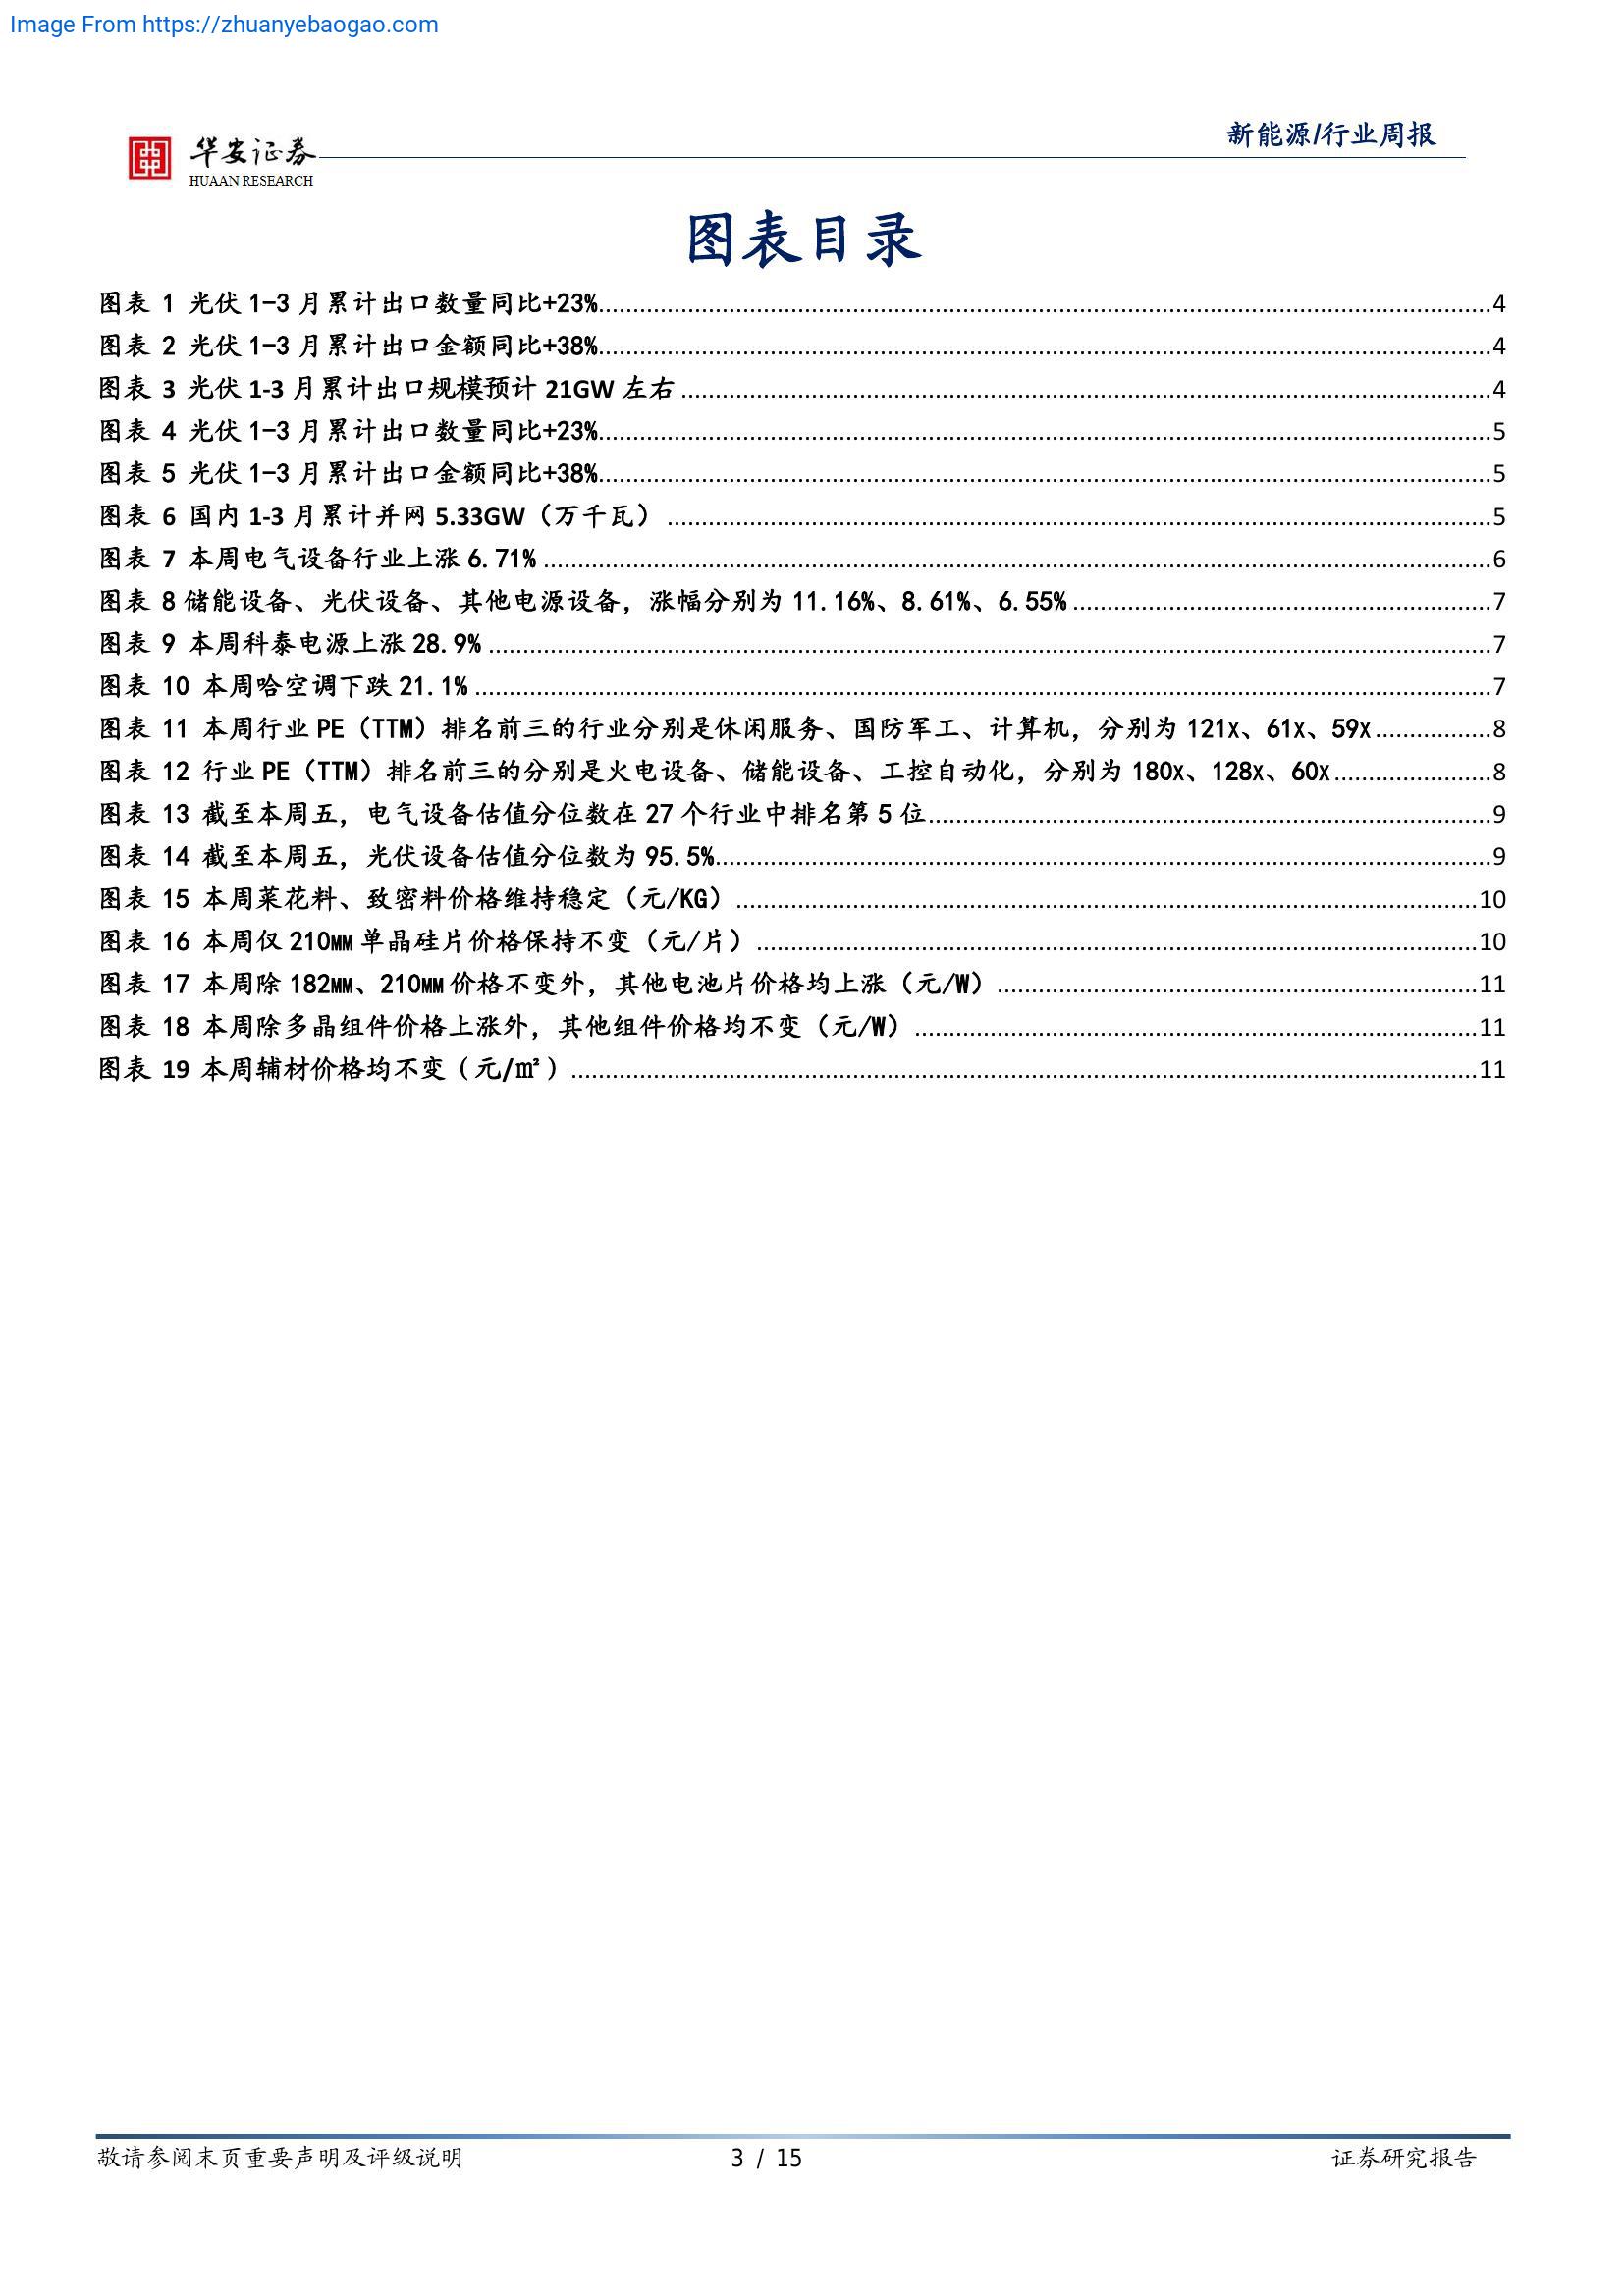 Image From https://zhuanyebaogao.com
新能源/行业周报
华安证券
HUAAN RESEARCH
图表目录
图表 1 光伏 1-3 月累计出口数量同比+23%......4
图表 2 光伏 1-3 月累计出口金额同比+38%......4
图表 3 光伏 1-3 月累计出口规模预计 21GW 左右......4
图表 4 光伏 1-3 月累计出口数量同比+23%......5
图表 5 光伏 1-3 月累计出口金额同比+38%......5
图表 6 国内 1-3 月累计并网 5.33GW（万千瓦）......5
图表 7 本周电气设备行业上涨 6.71%......6
图表 8 储能设备、光伏设备、其他电源设备，涨幅分别为 11.16%、8.61%、6.55%......7
图表 9 本周科泰电源上涨 28.9%......7
图表 10 本周哈空调下跌 21.1%......7
图表 11 本周行业 PE（TTM）排名前三的行业分别是休闲服务、国防军工、计算机，分别为 121X、61X、59X......8
图表 12 行业 PE（TTM）排名前三的分别是火电设备、储能设备、工控自动化，分别为 180X、128X、60X......8
图表 13 截至本周五，电气设备估值分位数在 27 个行业中排名第 5 位......9
图表 14 截至本周五，光伏设备估值分位数为 95.5%......9
图表 15 本周菜花料、致密料价格维持稳定（元/KG）......10
图表 16 本周仅 210MM 单晶硅片价格保持不变（元/片）......10
图表 17 本周除 182MM、210MM 价格不变外，其他电池片价格均上涨（元/W）......11
图表 18 本周除多晶组件价格上涨外，其他组件价格均不变（元/W）......11
图表 19 本周辅材价格均不变（元/㎡）......11
敬请参阅末页重要声明及评级说明 3 / 15 证券研究报告